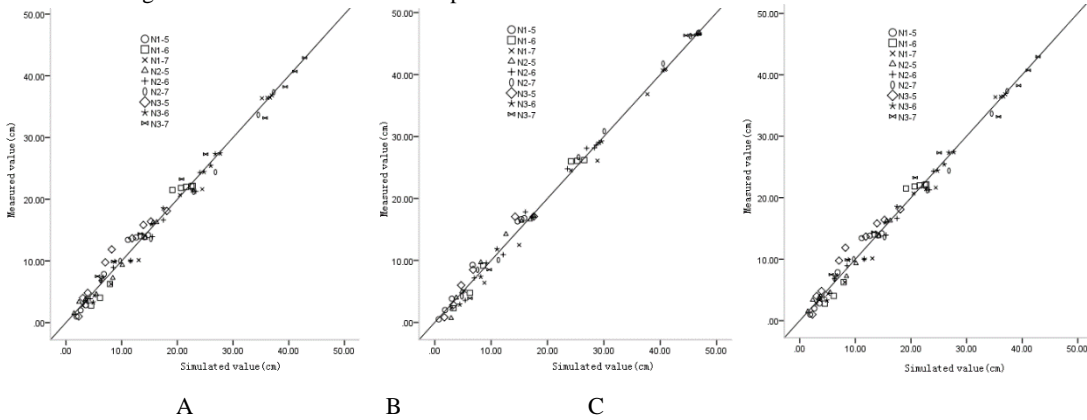 Measured value(cm)
50.00
40.00
30.00
20.00
10.00
.00
N1-5
N1-6
N1-7
N2-5
N2-6
N2-7
N3-5
N3-6
N3-7
.00 10.00 20.00 30.00 40.00 50.00
Simulated value(cm)
Measured value(cm)
50.00
40.00
30.00
20.00
10.00
.00
N1-5
N1-6
N1-7
N2-5
N2-6
N2-7
N3-5
N3-6
N3-7
.00 10.00 20.00 30.00 40.00 50.00
Simulated value(cm)
Measured value(cm)
50.00
40.00
30.00
20.00
10.00
.00
N1-5
N1-6
N1-7
N2-5
N2-6
N2-7
N3-5
N3-6
N3-7
.00 10.00 20.00 30.00 40.00 50.00
Simulated value(cm)
A B C